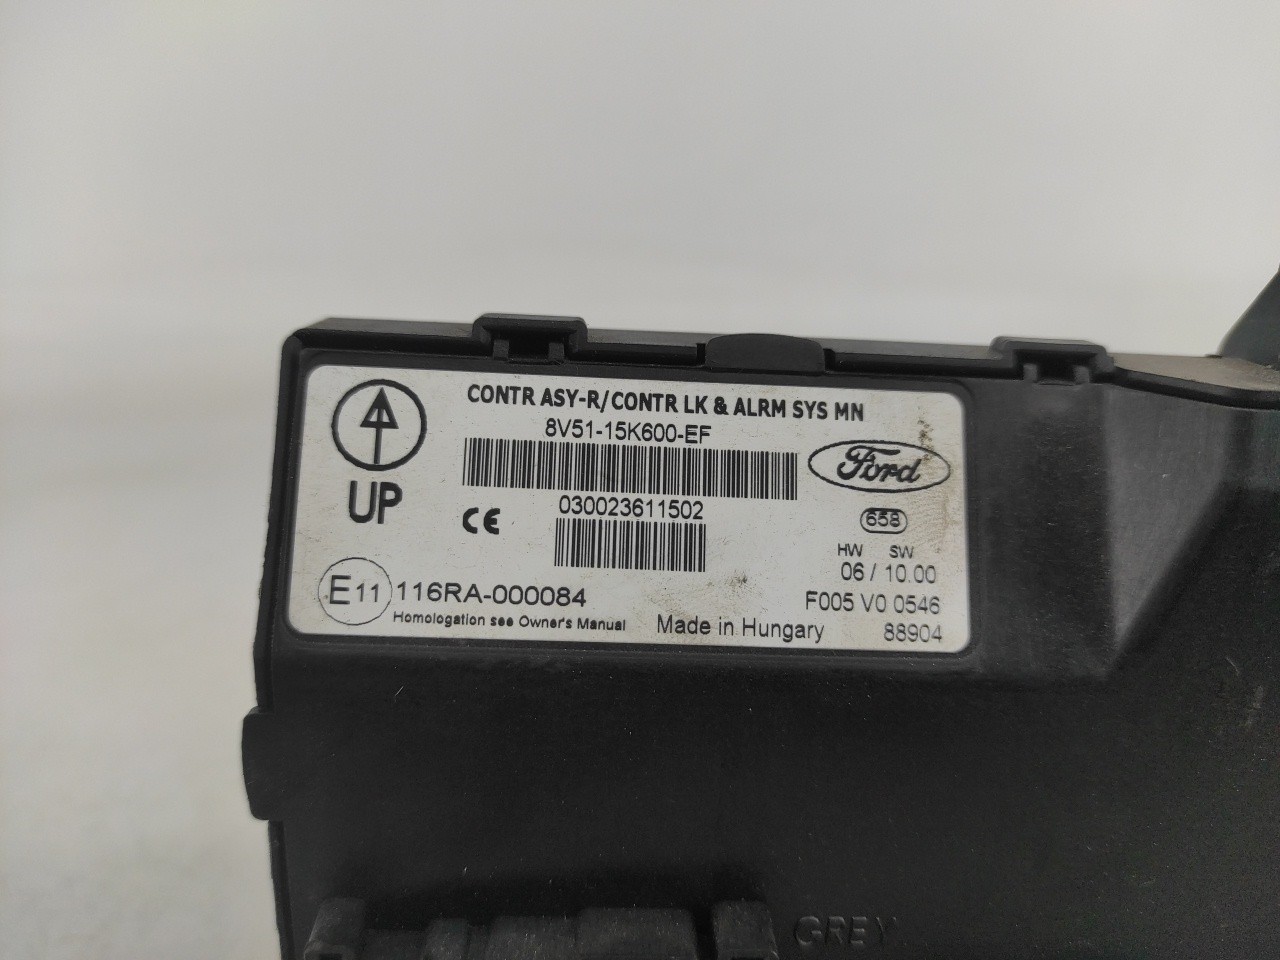 CONTR ASY-R/CONTR LK & ALRM SYS MN
8V51-15K600-EF
Ford
UP
CE
030023611502
658
HW SW
06 / 10.00
E11 116RA-000084
F005 V0 0546
Homologation see Owner's Manual
Made in Hungary
88904
GREY